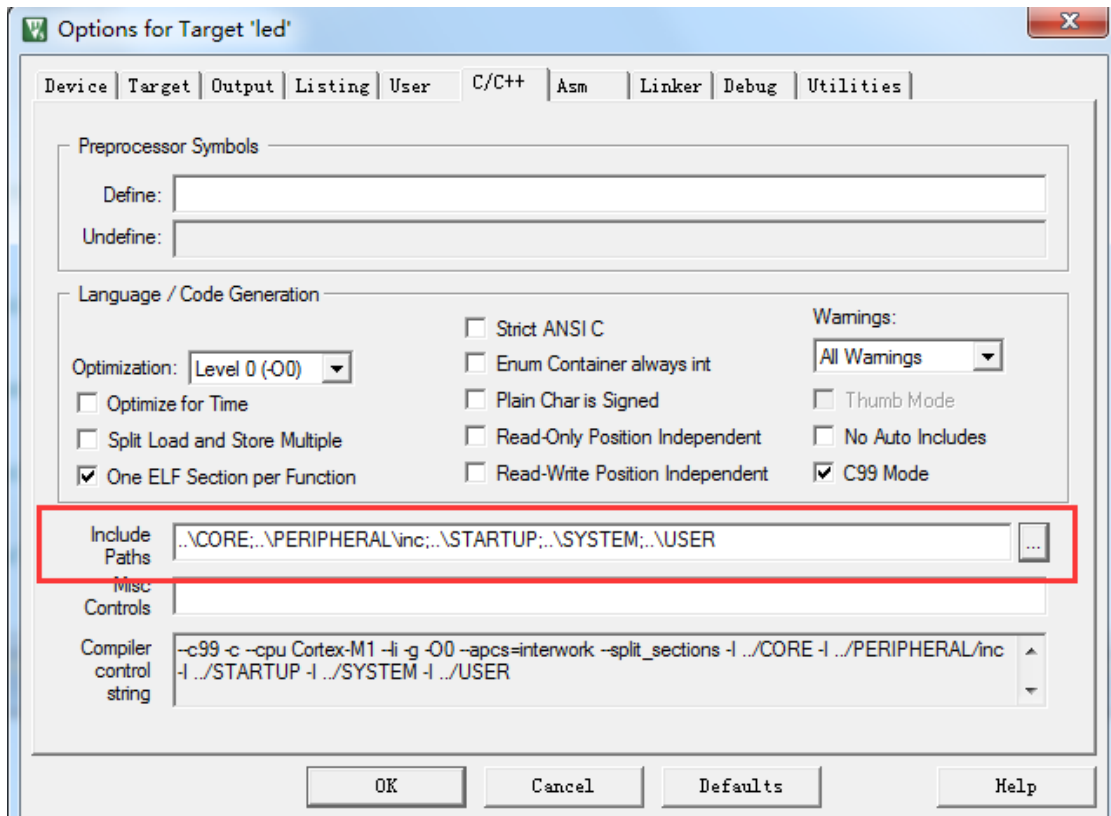 Options for Target 'led'
Device Target Output Listing User C/C++ Asm Linker Debug Utilities
Preprocessor Symbols
Define:
Undefine:
Language / Code Generation
Strict ANSI C
Warnings:
Optimization: Level 0 (-O0)
Enum Container always int
All Warnings
Optimize for Time
Plain Char is Signed
Thumb Mode
Split Load and Store Multiple
Read-Only Position Independent
No Auto Includes
One ELF Section per Function
Read-Write Position Independent
C99 Mode
Include
Paths
..\CORE;..\PERIPHERAL\inc;..\STARTUP;..\SYSTEM;..\USER
...
Misc
Controls
Compiler
control
string
--c99 -c --cpu Cortex-M1 --li -g -O0 --apcs=interwork --split_sections -I ../CORE -I ../PERIPHERAL/inc
-I ../STARTUP -I ../SYSTEM -I ../USER
OK Cancel Defaults Help